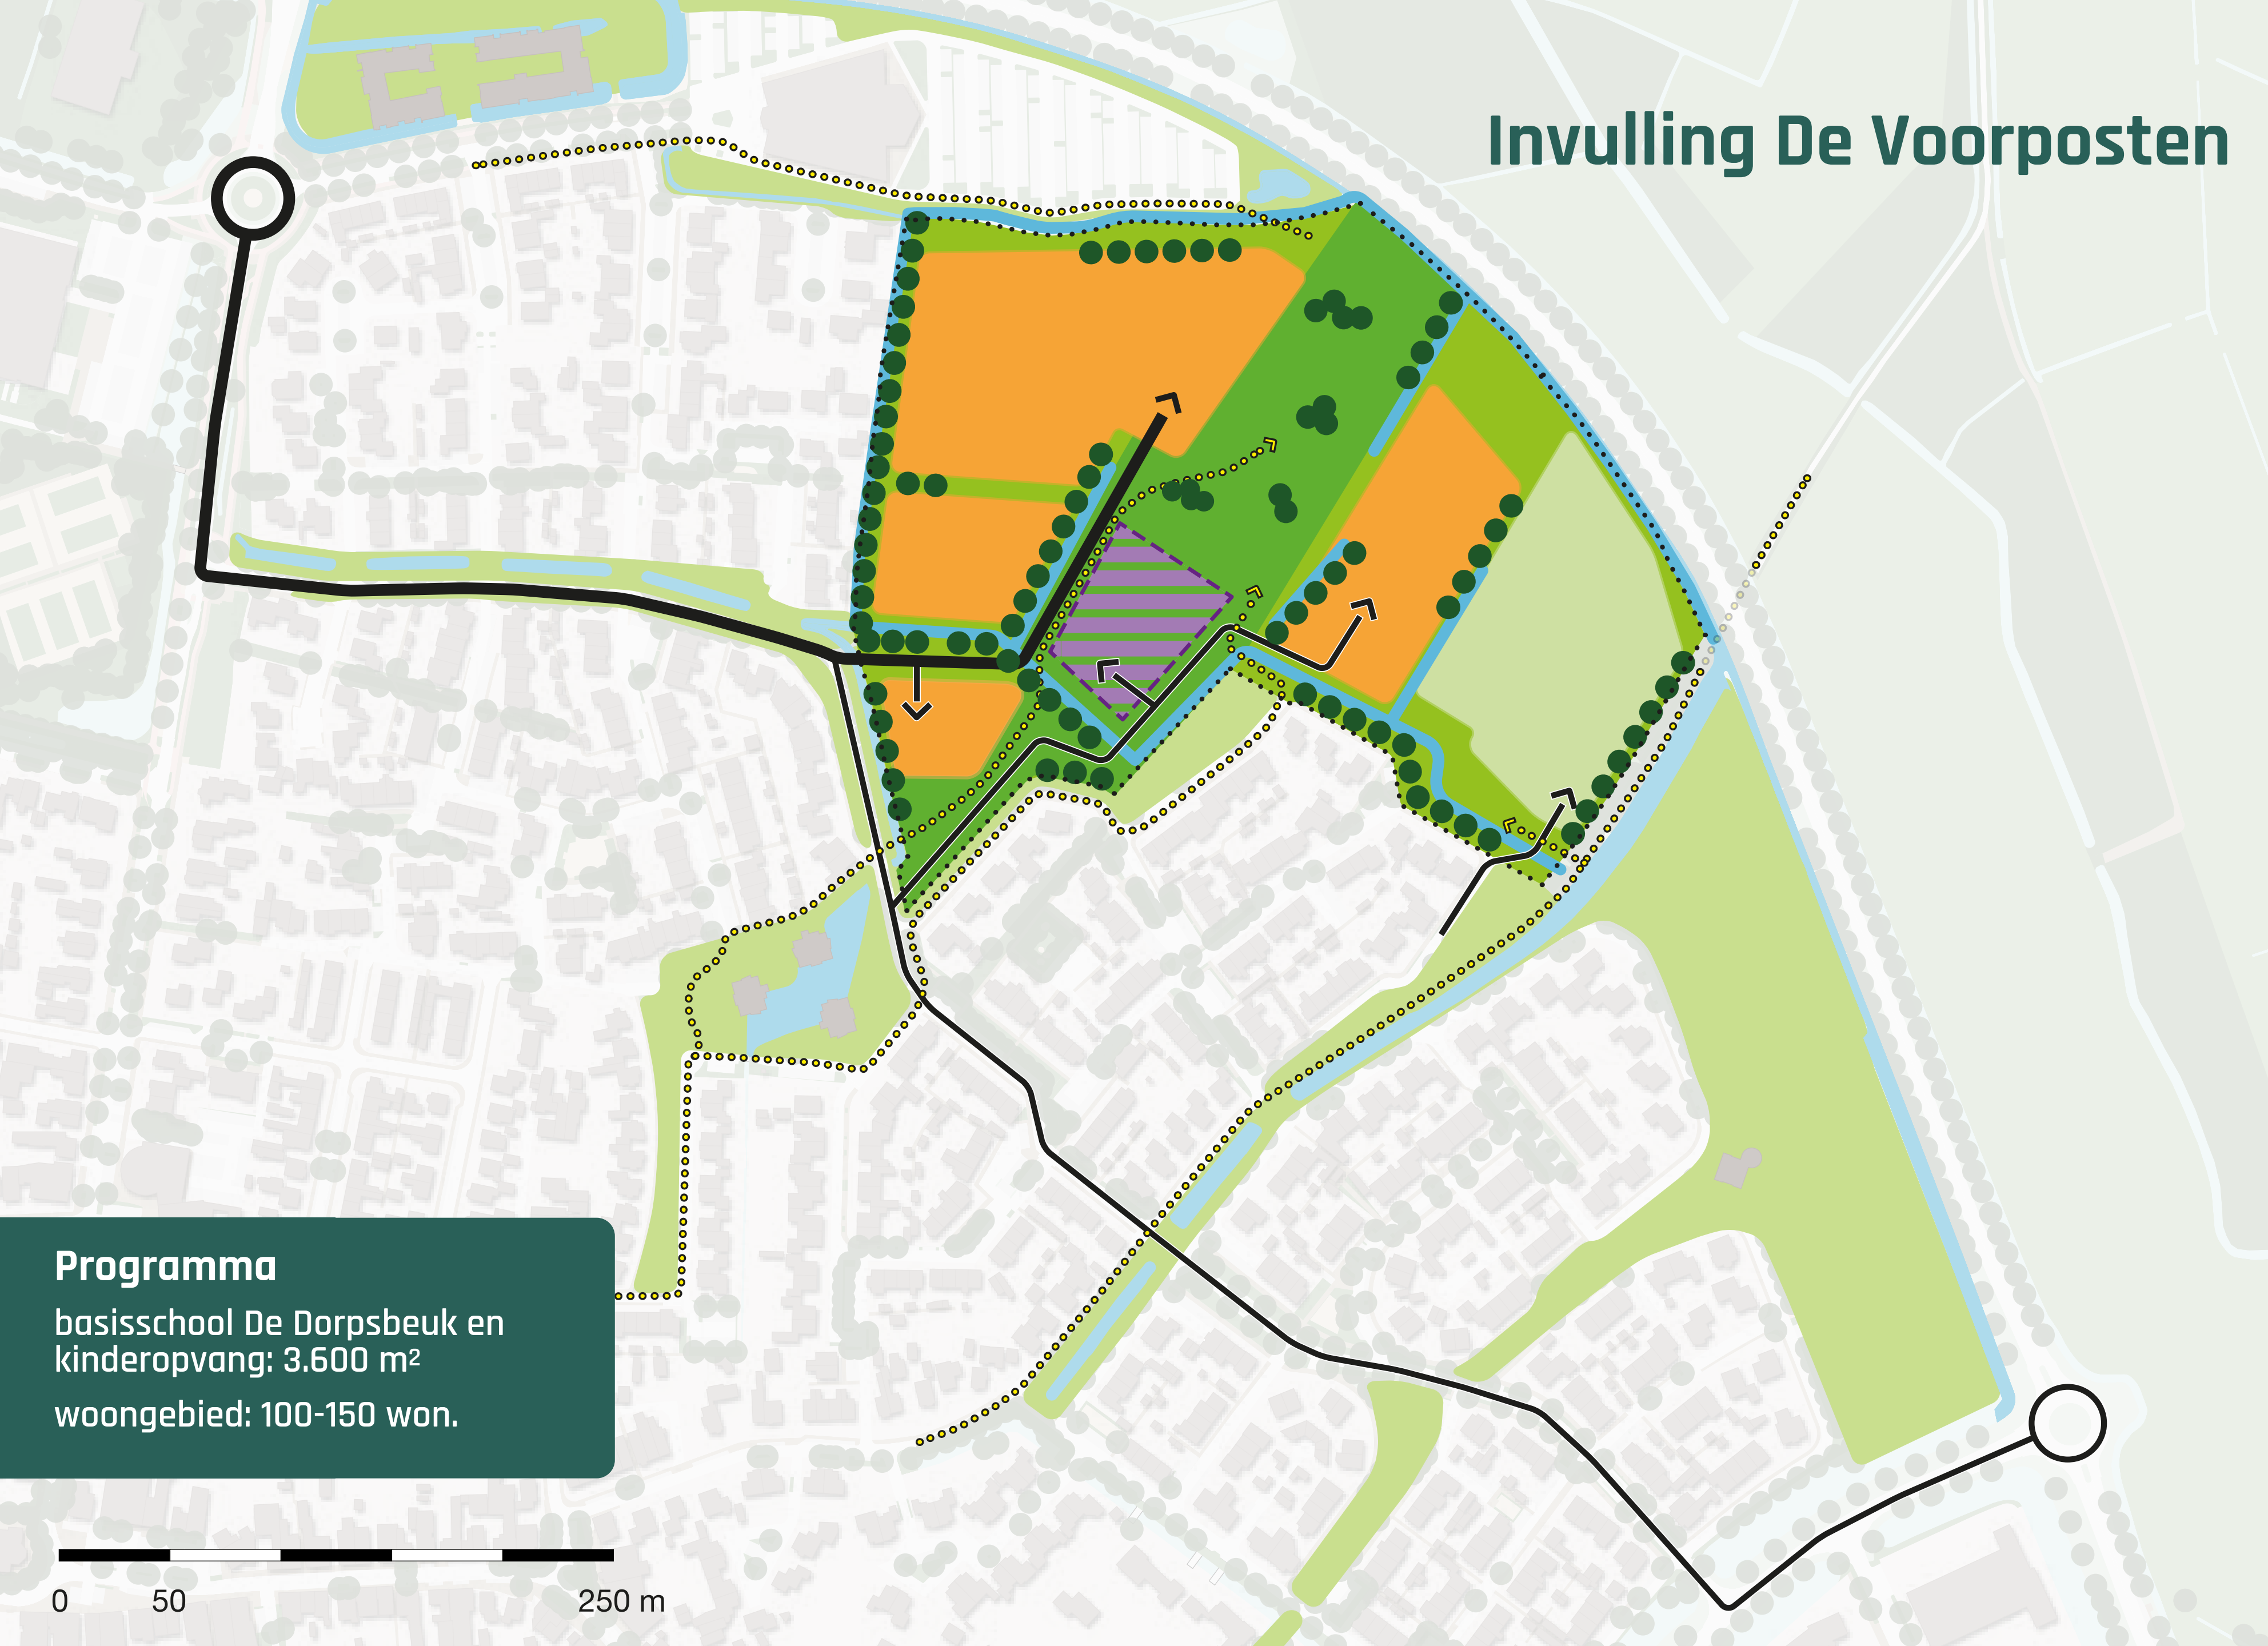 Invulling De Voorposten
Programma
basisschool De Dorpsbeuk en
kinderopvang: 3.600 m²
woongebied: 100-150 won.
0 50 250 m